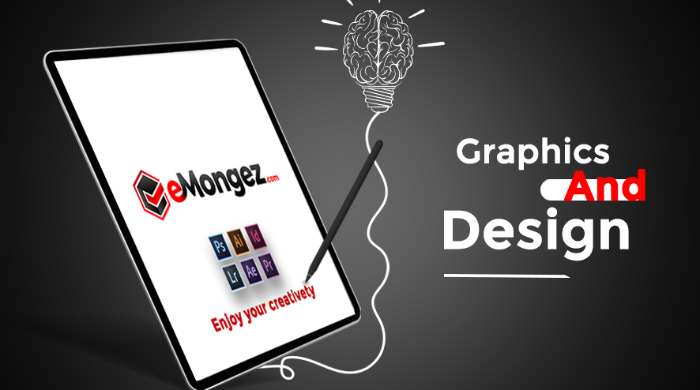 eMongez.com
Ps Ai Id
Lr Ae Pr
Enjoy your creativety
Graphics
And
Design